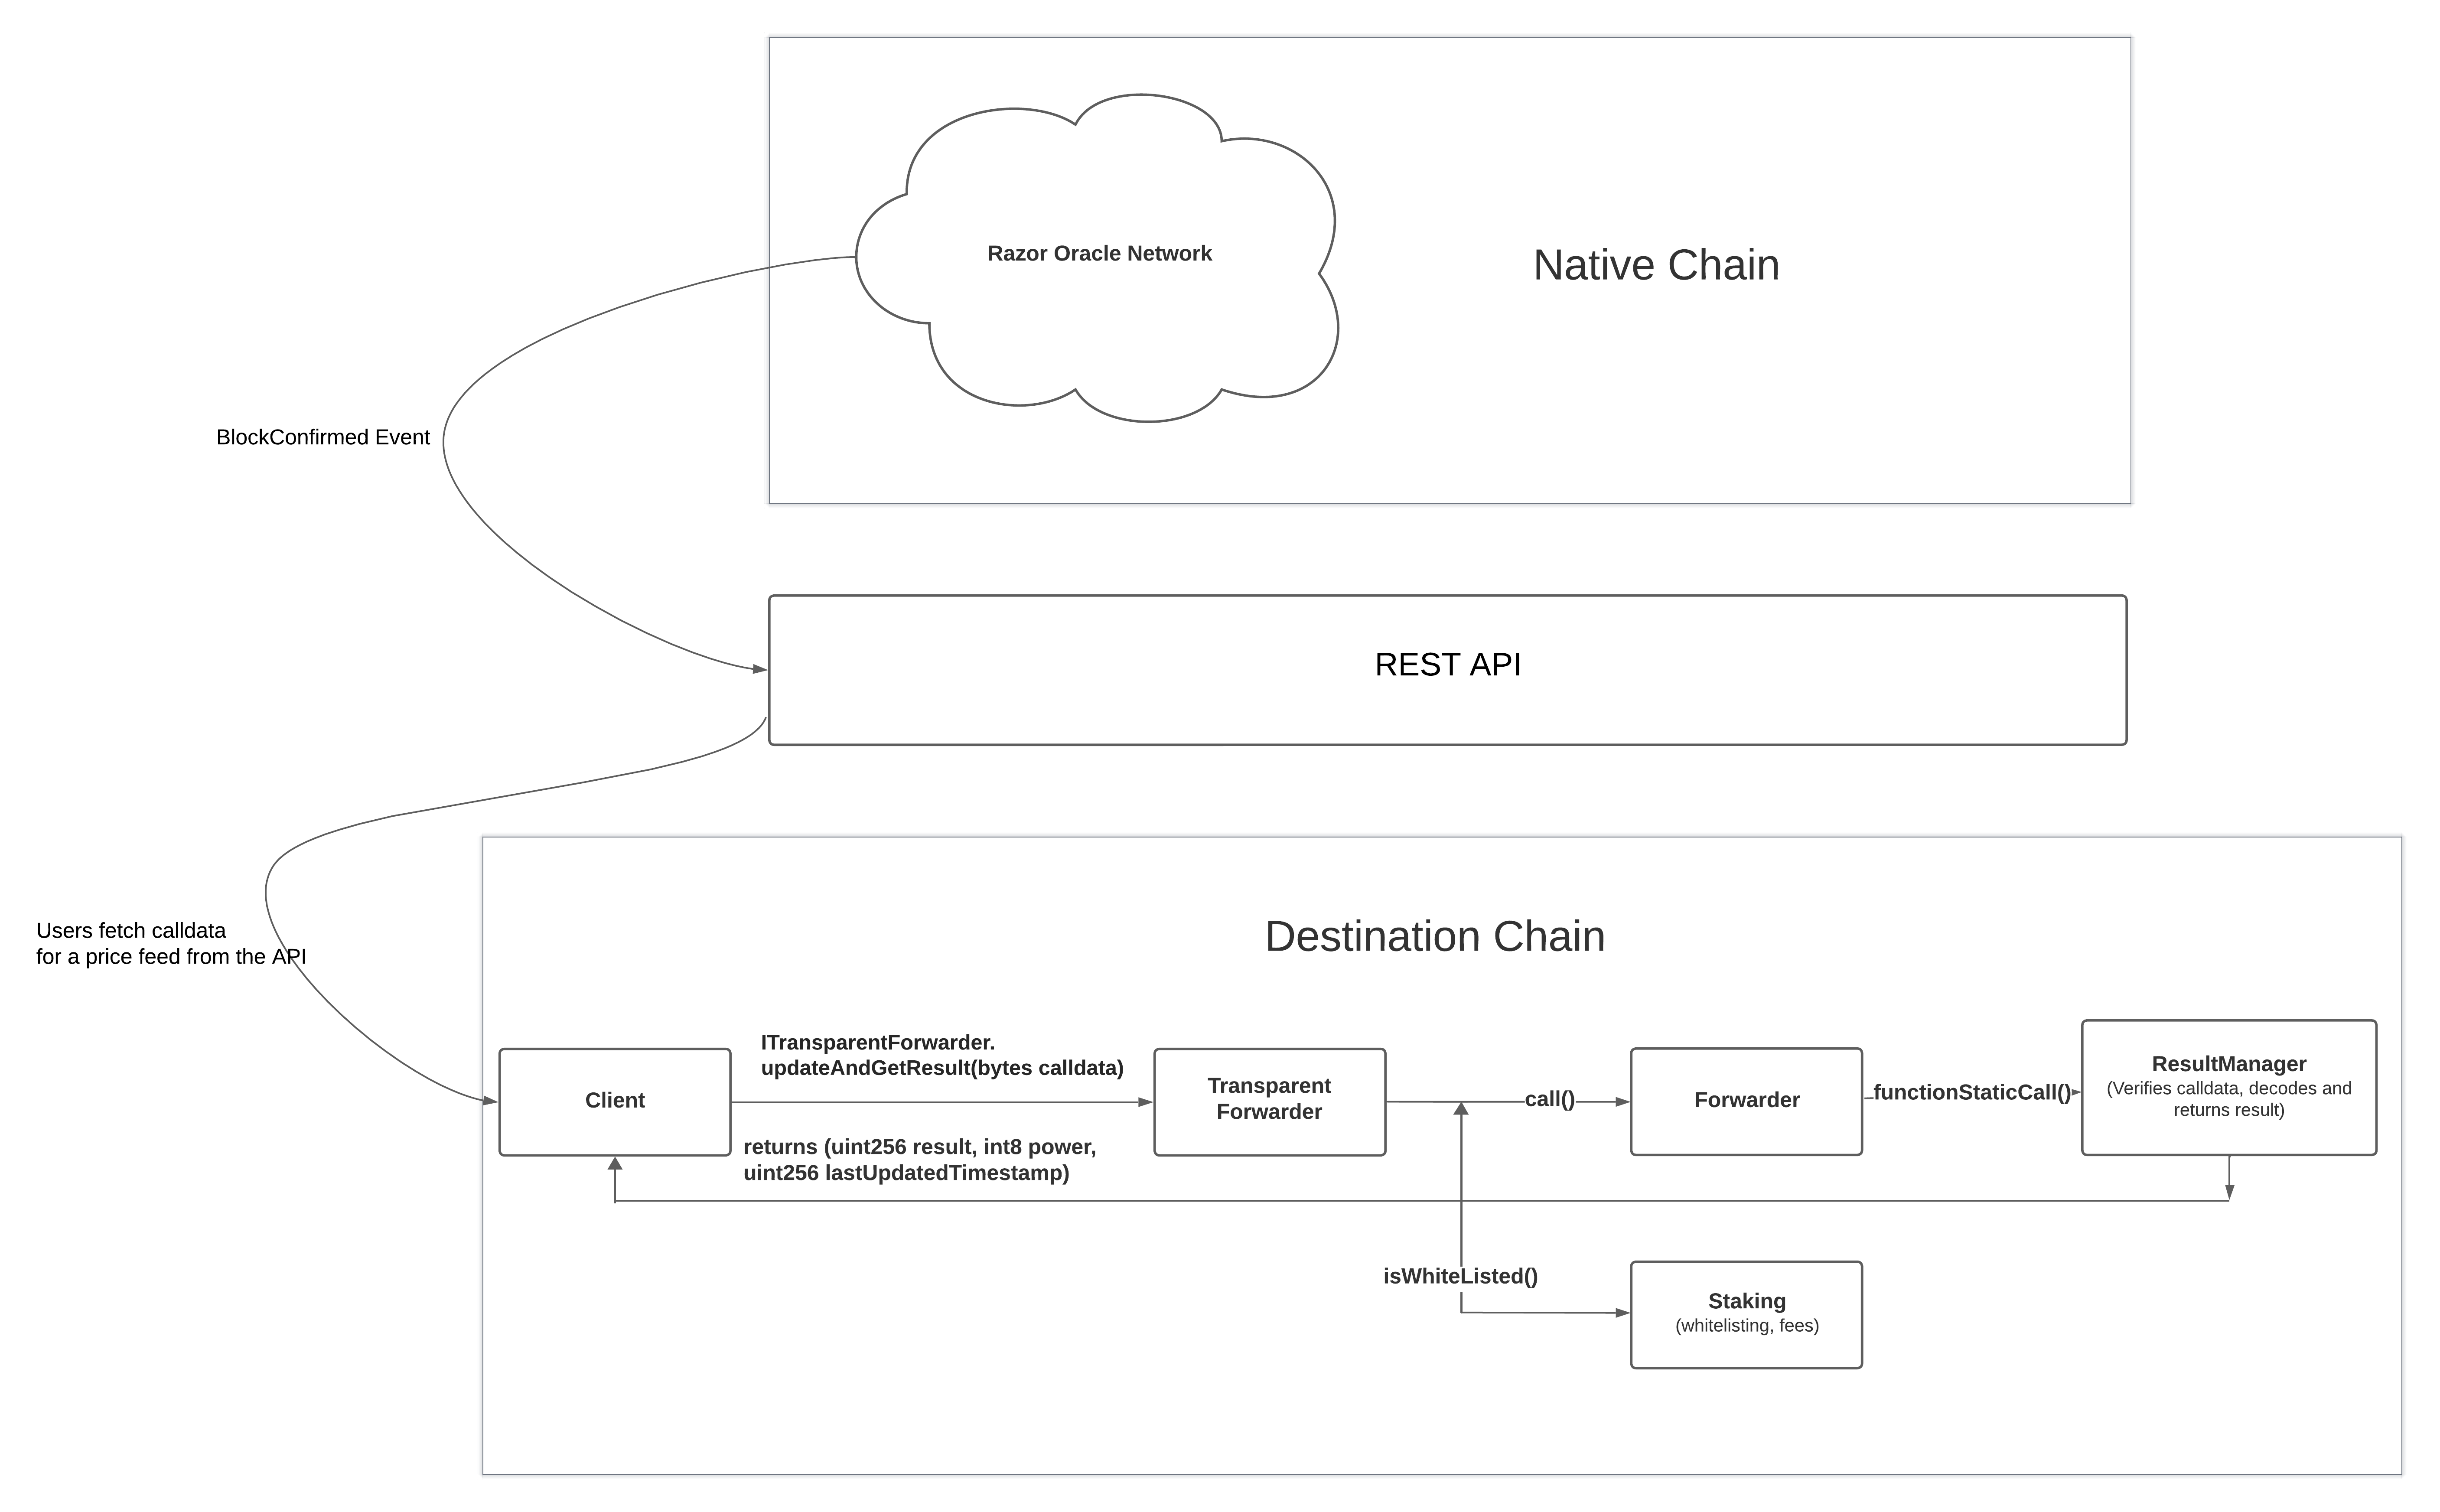 Razor Oracle Network
Native Chain
BlockConfirmed Event
REST API
Users fetch calldata
for a price feed from the API
Destination Chain
ITransparentForwarder.
updateAndGetResult(bytes calldata)
Client
Transparent
Forwarder
call()
Forwarder
functionStaticCall()
ResultManager
(Verifies calldata, decodes and
returns result)
returns (uint256 result, int8 power,
uint256 lastUpdatedTimestamp)
isWhiteListed()
Staking
(whitelisting, fees)